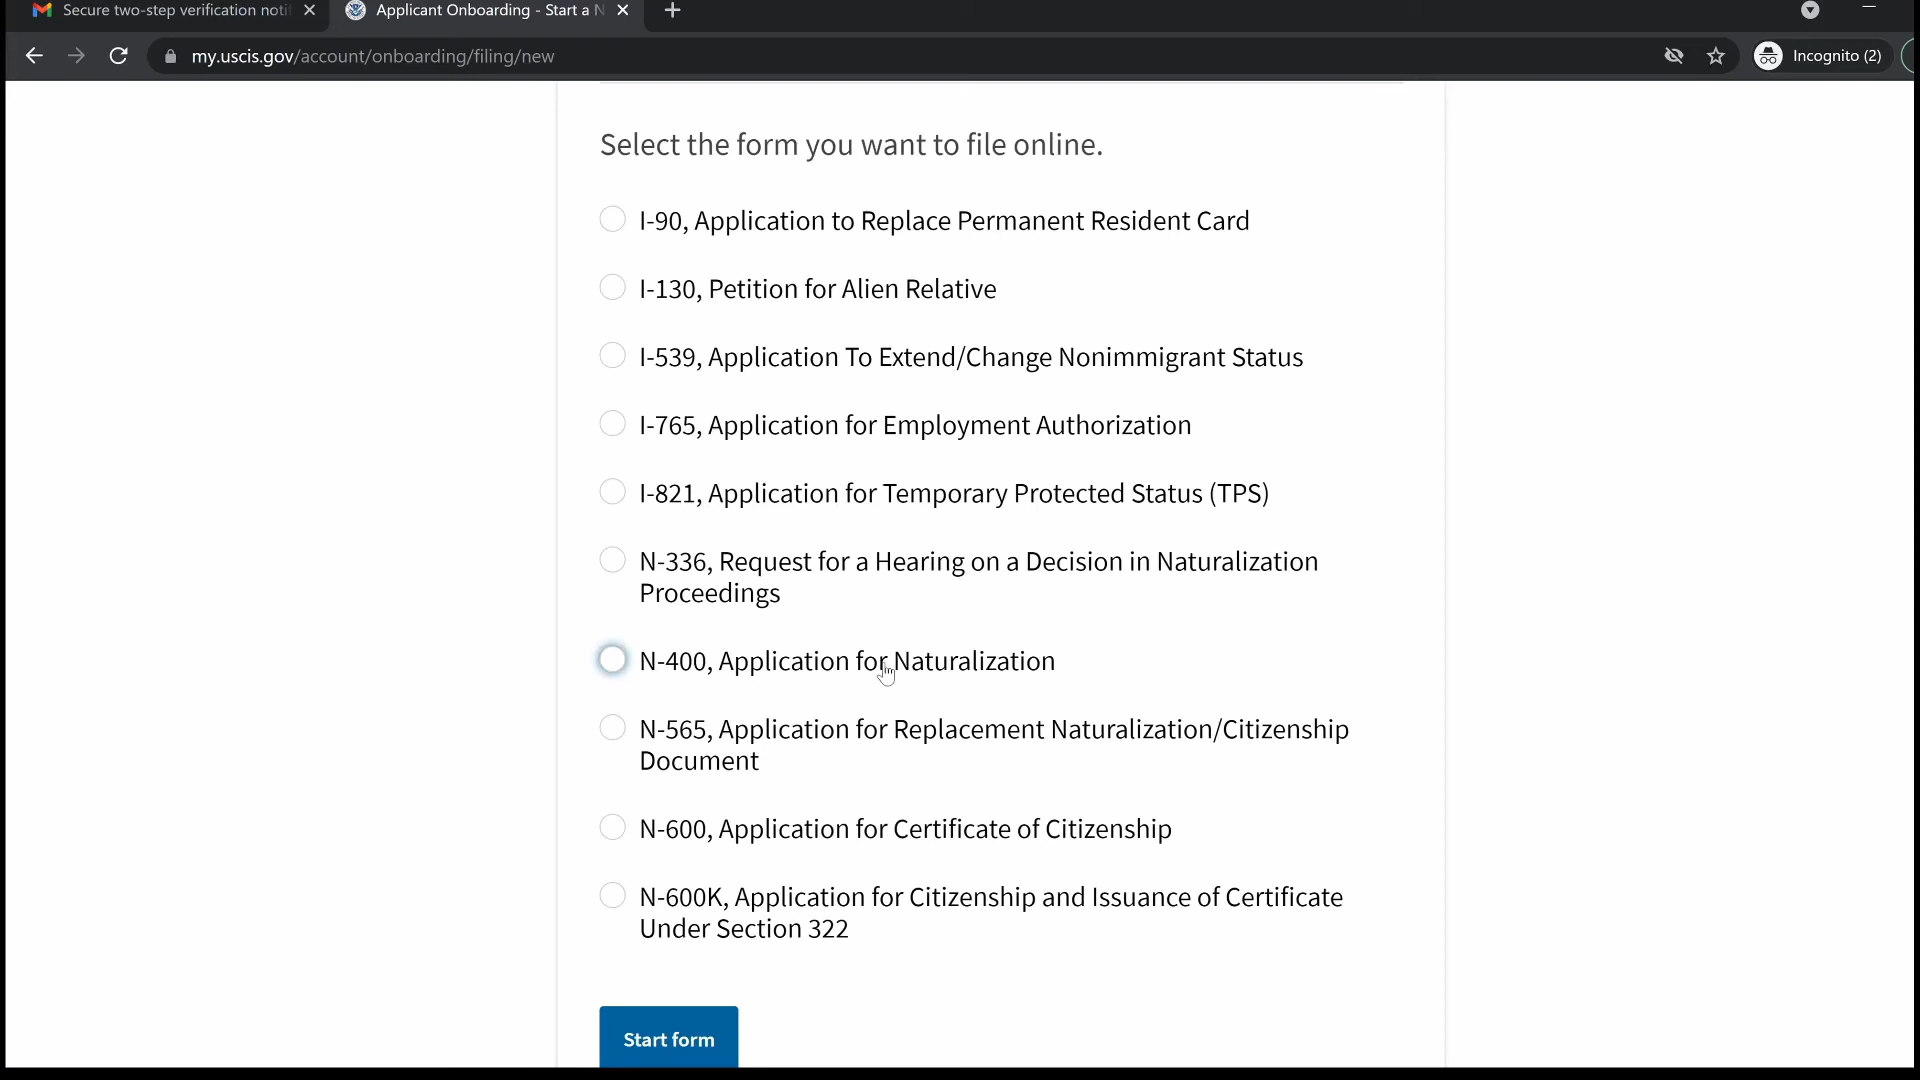 Secure two-step verification noti
Applicant Onboarding - Start a N
my.uscis.gov/account/onboarding/filing/new
Incognito (2)
Select the form you want to file online.
I-90, Application to Replace Permanent Resident Card
I-130, Petition for Alien Relative
I-539, Application To Extend/Change Nonimmigrant Status
I-765, Application for Employment Authorization
I-821, Application for Temporary Protected Status (TPS)
N-336, Request for a Hearing on a Decision in Naturalization
Proceedings
N-400, Application for Naturalization
N-565, Application for Replacement Naturalization/Citizenship
Document
N-600, Application for Certificate of Citizenship
N-600K, Application for Citizenship and Issuance of Certificate
Under Section 322
Start form